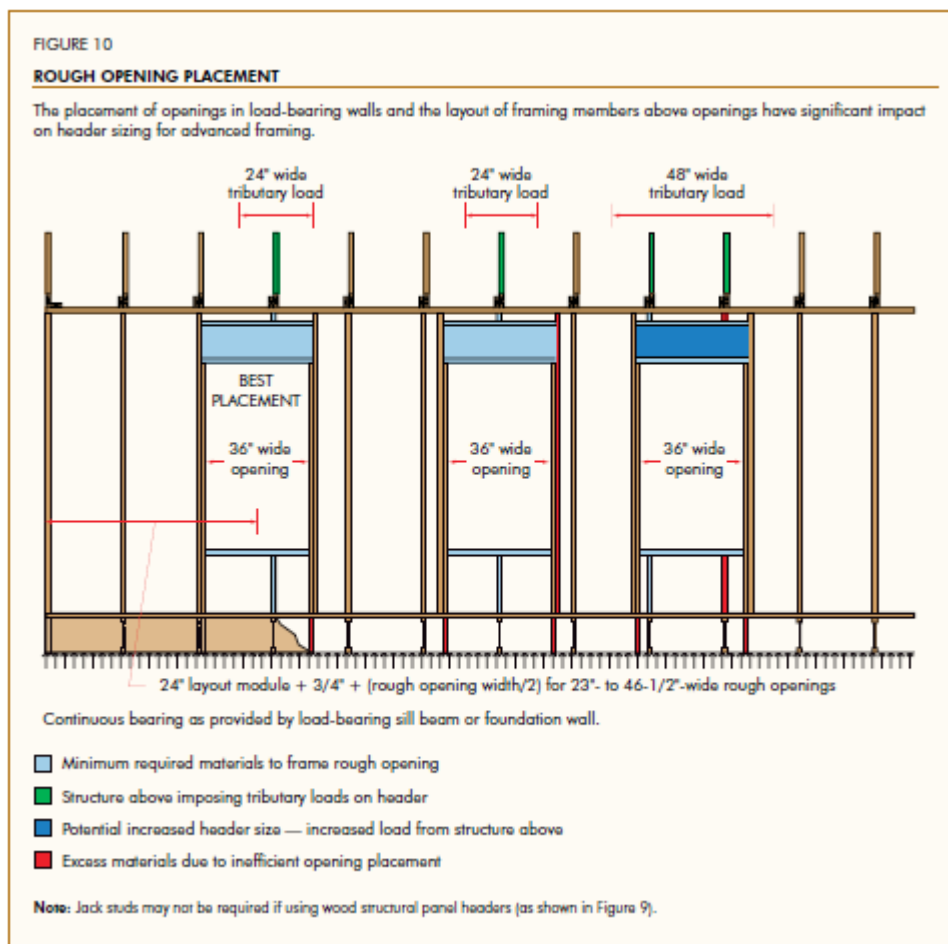 FIGURE 10
ROUGH OPENING PLACEMENT
The placement of openings in load-bearing walls and the layout of framing members above openings have significant impact
on header sizing for advanced framing.
24" wide
tributary load
24" wide
tributary load
48" wide
tributary load
BEST
PLACEMENT
36" wide
opening
36" wide
opening
36" wide
opening
24" layout module + 3/4" + (rough opening width/2) for 23"- to 46-1/2"-wide rough openings
Continuous bearing as provided by load-bearing sill beam or foundation wall.
Minimum required materials to frame rough opening
Structure above imposing tributary loads on header
Potential increased header size — increased load from structure above
Excess materials due to inefficient opening placement
Note: Jack studs may not be required if using wood structural panel headers (as shown in Figure 9).